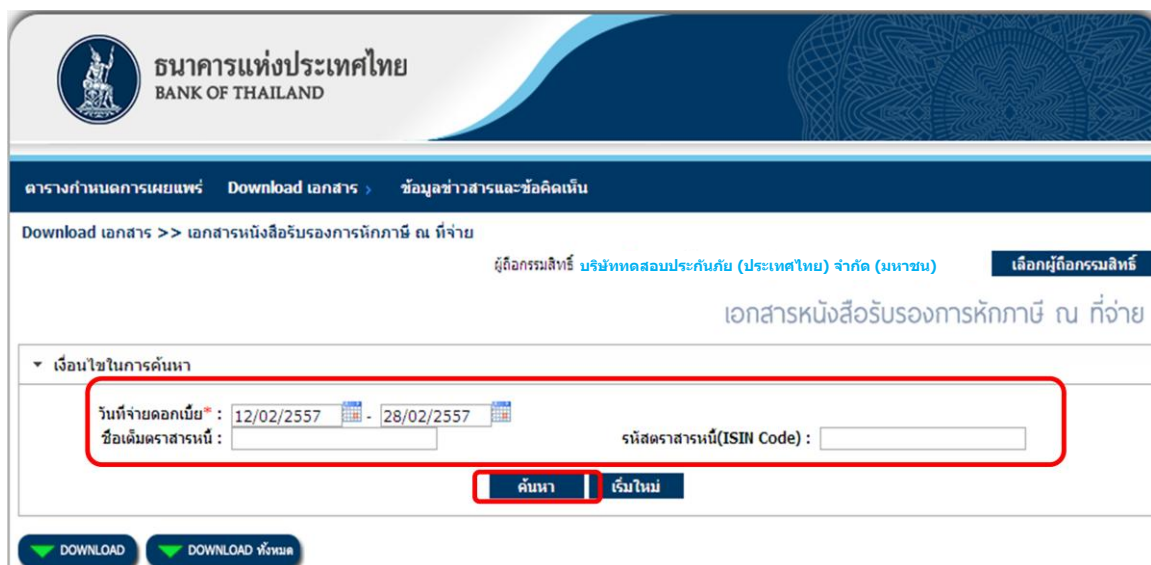 ธนาคารแห่งประเทศไทย
BANK OF THAILAND
ตารางกำหนดการเผยแพร่ Download เอกสาร › ข้อมูลข่าวสารและข้อคิดเห็น
Download เอกสาร >> เอกสารหนังสือรับรองการหักภาษี ณ ที่จ่าย
ผู้ถือกรรมสิทธิ์ บริษัททดสอบประกันภัย (ประเทศไทย) จำกัด (มหาชน) เลือกผู้ถือกรรมสิทธิ์
เอกสารหนังสือรับรองการหักภาษี ณ ที่จ่าย
เงื่อนไขในการค้นหา
วันที่จ่ายดอกเบี้ย* : 12/02/2557 - 28/02/2557
ชื่อเต็มตราสารหนี้ : รหัสตราสารหนี้(ISIN Code) :
ค้นหา เริ่มใหม่
DOWNLOAD DOWNLOAD ทั้งหมด